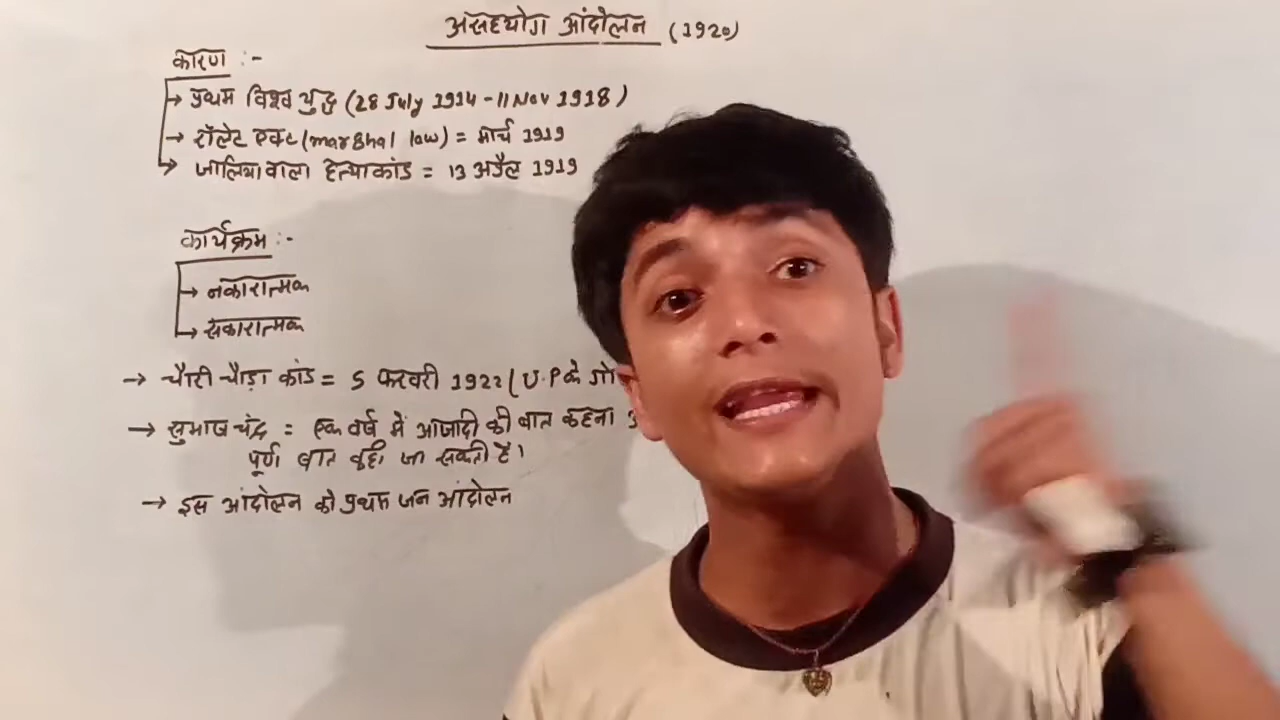 असहयोग आंदोलन (1920)
कारण :-
→ प्रथम विश्व युद्ध (28 July 1914 - 11 Nov 1918)
→ रॉलेट एक्ट (marshal low) = मार्च 1919
→ जालियावाला हत्याकांड = 13 अप्रैल 1919
कार्यक्रम :-
→ नकारात्मक
→ सकारात्मक
→ चौरी चौड़ा कांड = 5 फरवरी 1922 (U.P के गो
→ सुभाष चंद्र = एक वर्ष में आजादी की बात कहना
पूर्ण बात कही जा सकती है।
→ इस आंदोलन को प्रथम जन आंदोलन